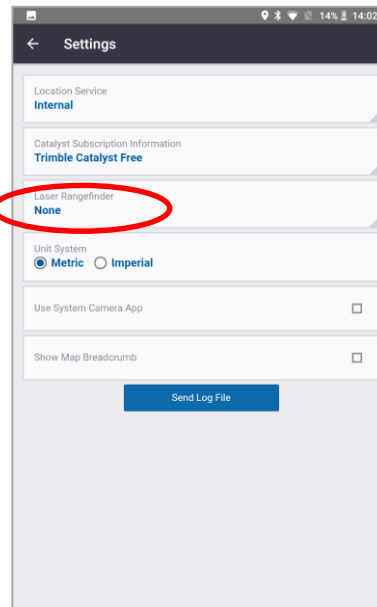 14% 14:02
Settings
Location Service
Internal
Catalyst Subscription Information
Trimble Catalyst Free
Laser Rangefinder
None
Unit System
Metric Imperial
Use System Camera App
Show Map Breadcrumb
Send Log File